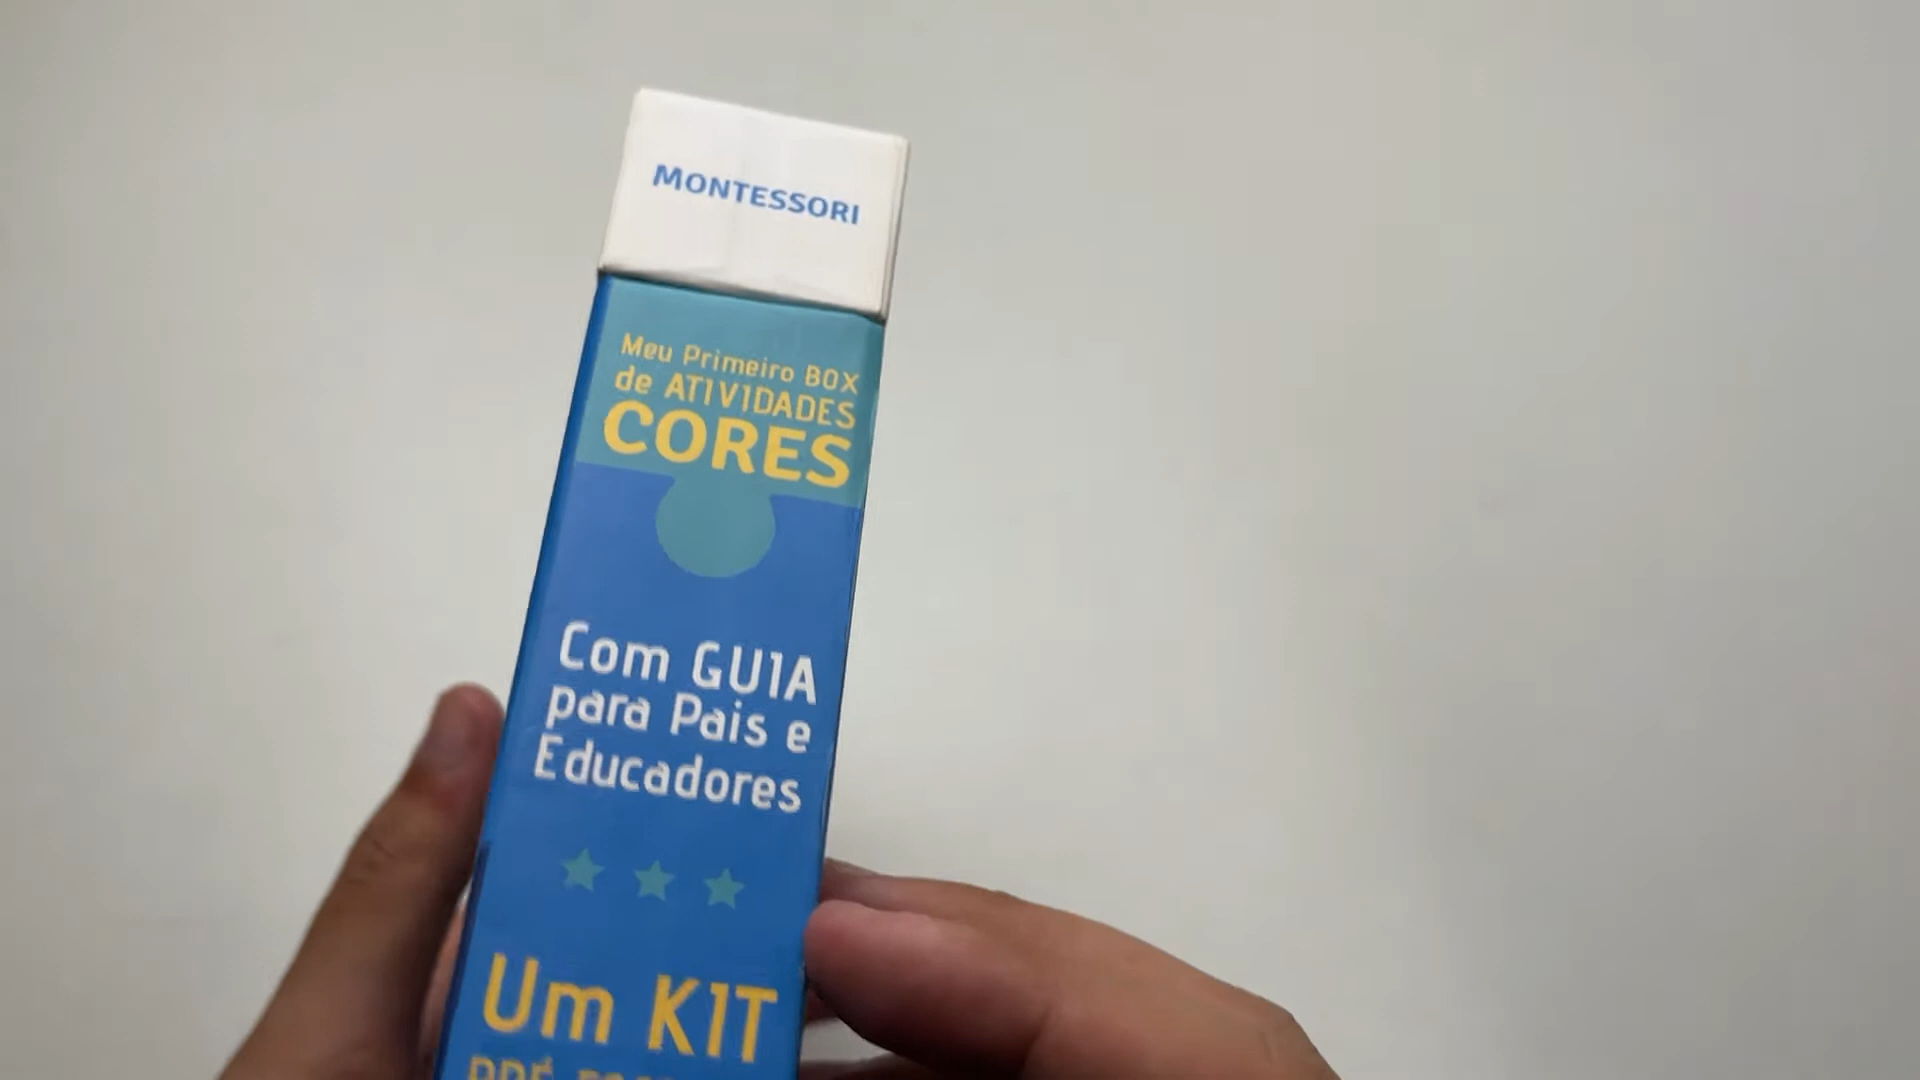 MONTESSORI
Meu Primeiro BOX
de ATIVIDADES
CORES
Com GUIA
para Pais e
Educadores
Um KIT